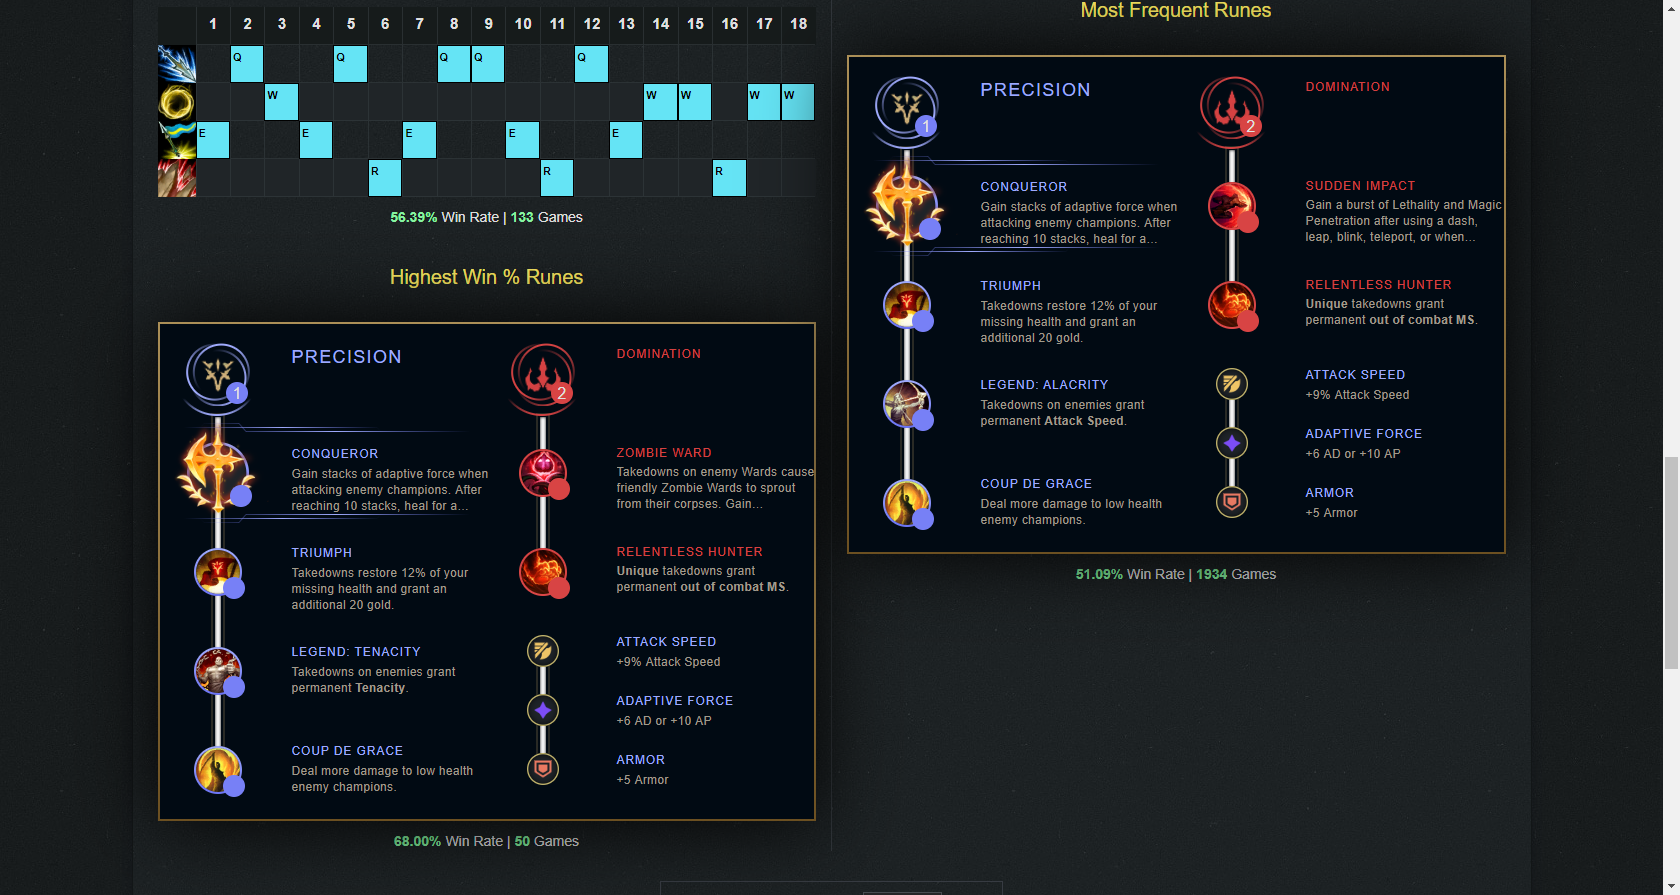 1 2 3 4 5 6 7 8 9 10 11 12 13 14 15 16 17 18
Q Q Q Q Q
W W W W W
E E E E E
R R R
56.39% Win Rate | 133 Games
Highest Win % Runes
1
PRECISION
CONQUEROR
Gain stacks of adaptive force when
attacking enemy champions. After
reaching 10 stacks, heal for a...
TRIUMPH
Takedowns restore 12% of your
missing health and grant an
additional 20 gold.
LEGEND: TENACITY
Takedowns on enemies grant
permanent Tenacity.
COUP DE GRACE
Deal more damage to low health
enemy champions.
2
DOMINATION
ZOMBIE WARD
Takedowns on enemy Wards cause
friendly Zombie Wards to sprout
from their corpses. Gain...
RELENTLESS HUNTER
Unique takedowns grant
permanent out of combat MS.
ATTACK SPEED
+9% Attack Speed
ADAPTIVE FORCE
+6 AD or +10 AP
ARMOR
+5 Armor
68.00% Win Rate | 50 Games
Most Frequent Runes
1
PRECISION
CONQUEROR
Gain stacks of adaptive force when
attacking enemy champions. After
reaching 10 stacks, heal for a...
TRIUMPH
Takedowns restore 12% of your
missing health and grant an
additional 20 gold.
LEGEND: ALACRITY
Takedowns on enemies grant
permanent Attack Speed.
COUP DE GRACE
Deal more damage to low health
enemy champions.
2
DOMINATION
SUDDEN IMPACT
Gain a burst of Lethality and Magic
Penetration after using a dash,
leap, blink, teleport, or when...
RELENTLESS HUNTER
Unique takedowns grant
permanent out of combat MS.
ATTACK SPEED
+9% Attack Speed
ADAPTIVE FORCE
+6 AD or +10 AP
ARMOR
+5 Armor
51.09% Win Rate | 1934 Games